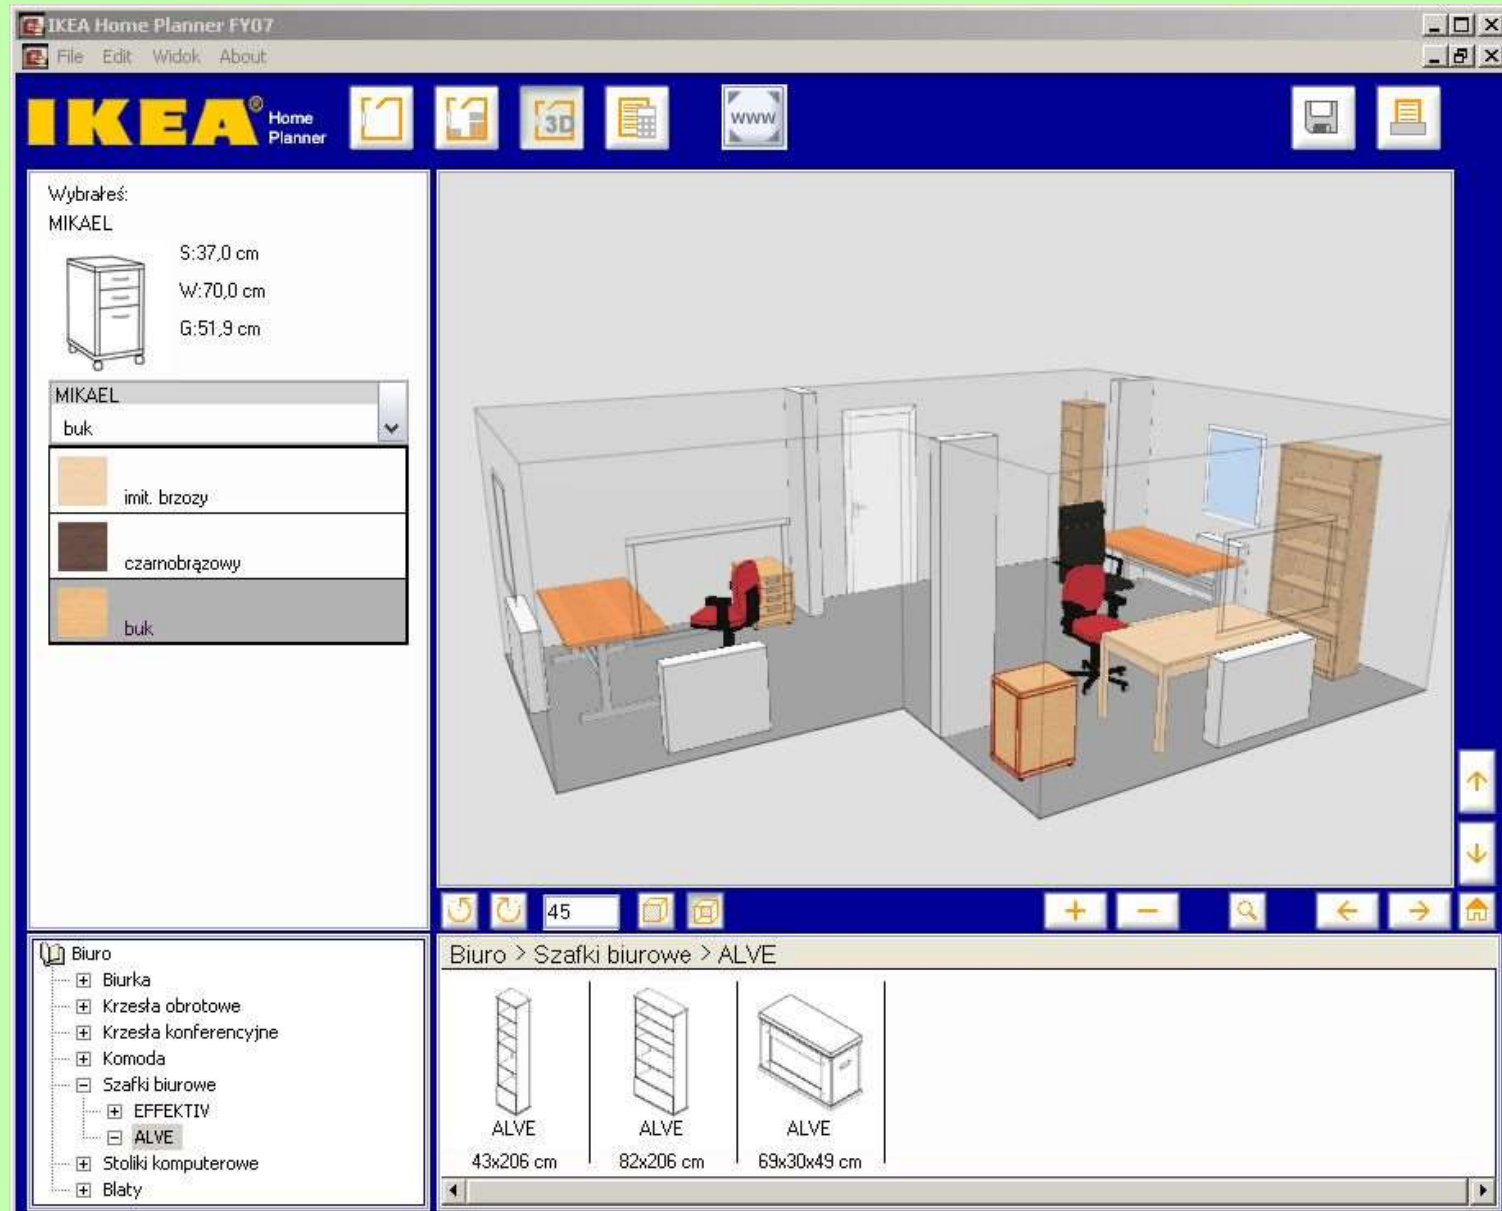 IKEA Home Planner FY07
File Edit Widok About
IKEA® Home Planner
3D
WWW
Wybrałeś:
MIKAEL
S:37,0 cm
W:70,0 cm
G:51,9 cm
MIKAEL
buk
imit. brzozy
czarnobrązowy
buk
45
Biuro
Biurka
Krzesła obrotowe
Krzesła konferencyjne
Komoda
Szafki biurowe
EFFEKTIV
ALVE
Stoliki komputerowe
Blaty
Biuro > Szafki biurowe > ALVE
ALVE
43x206 cm
ALVE
82x206 cm
ALVE
69x30x49 cm